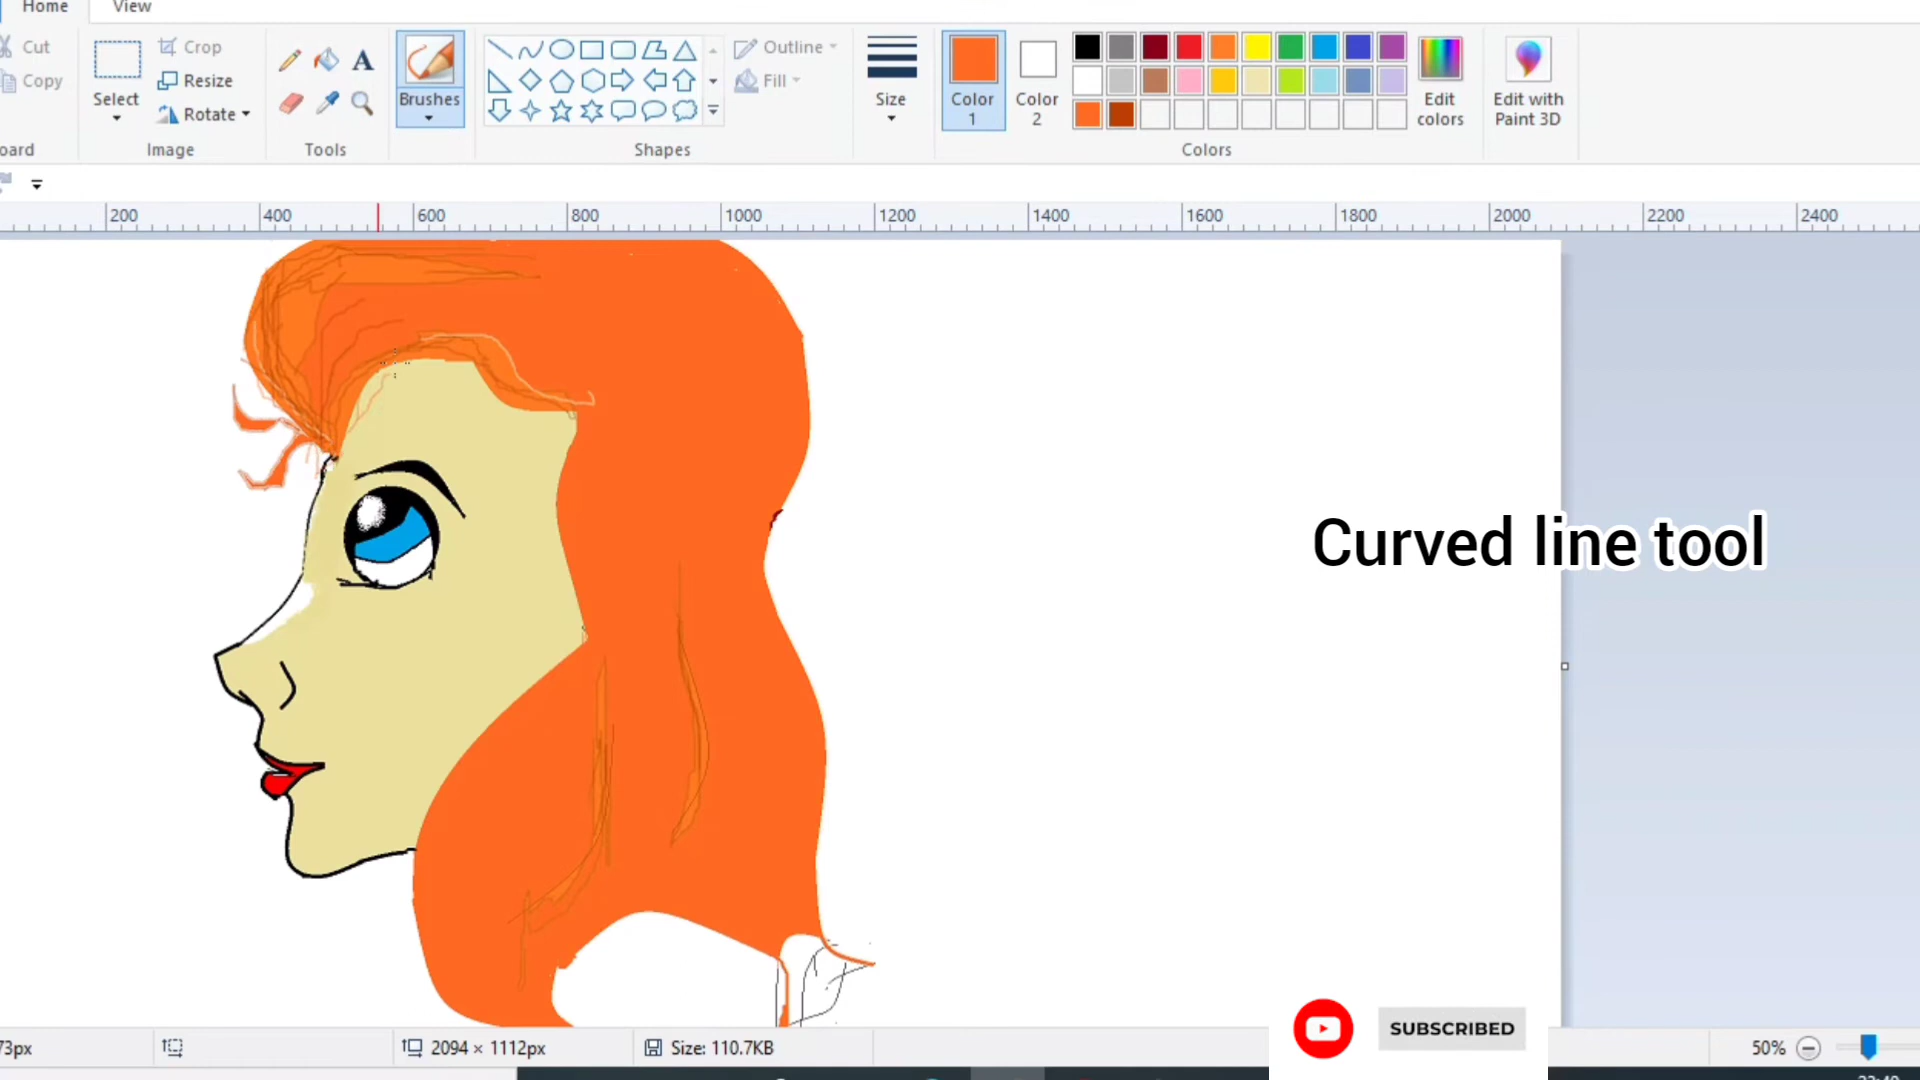 Home View
Cut
Copy
Select
Crop
Resize
Rotate
Image
Tools
A
Brushes
Shapes
Outline
Fill
Size
Color 1
Color 2
Colors
Edit colors
Edit with Paint 3D
200 400 600 800 1000 1200 1400 1600 1800 2000 2200 2400
Curved line tool
SUBSCRIBED
2094 × 1112px
Size: 110.7KB
50%